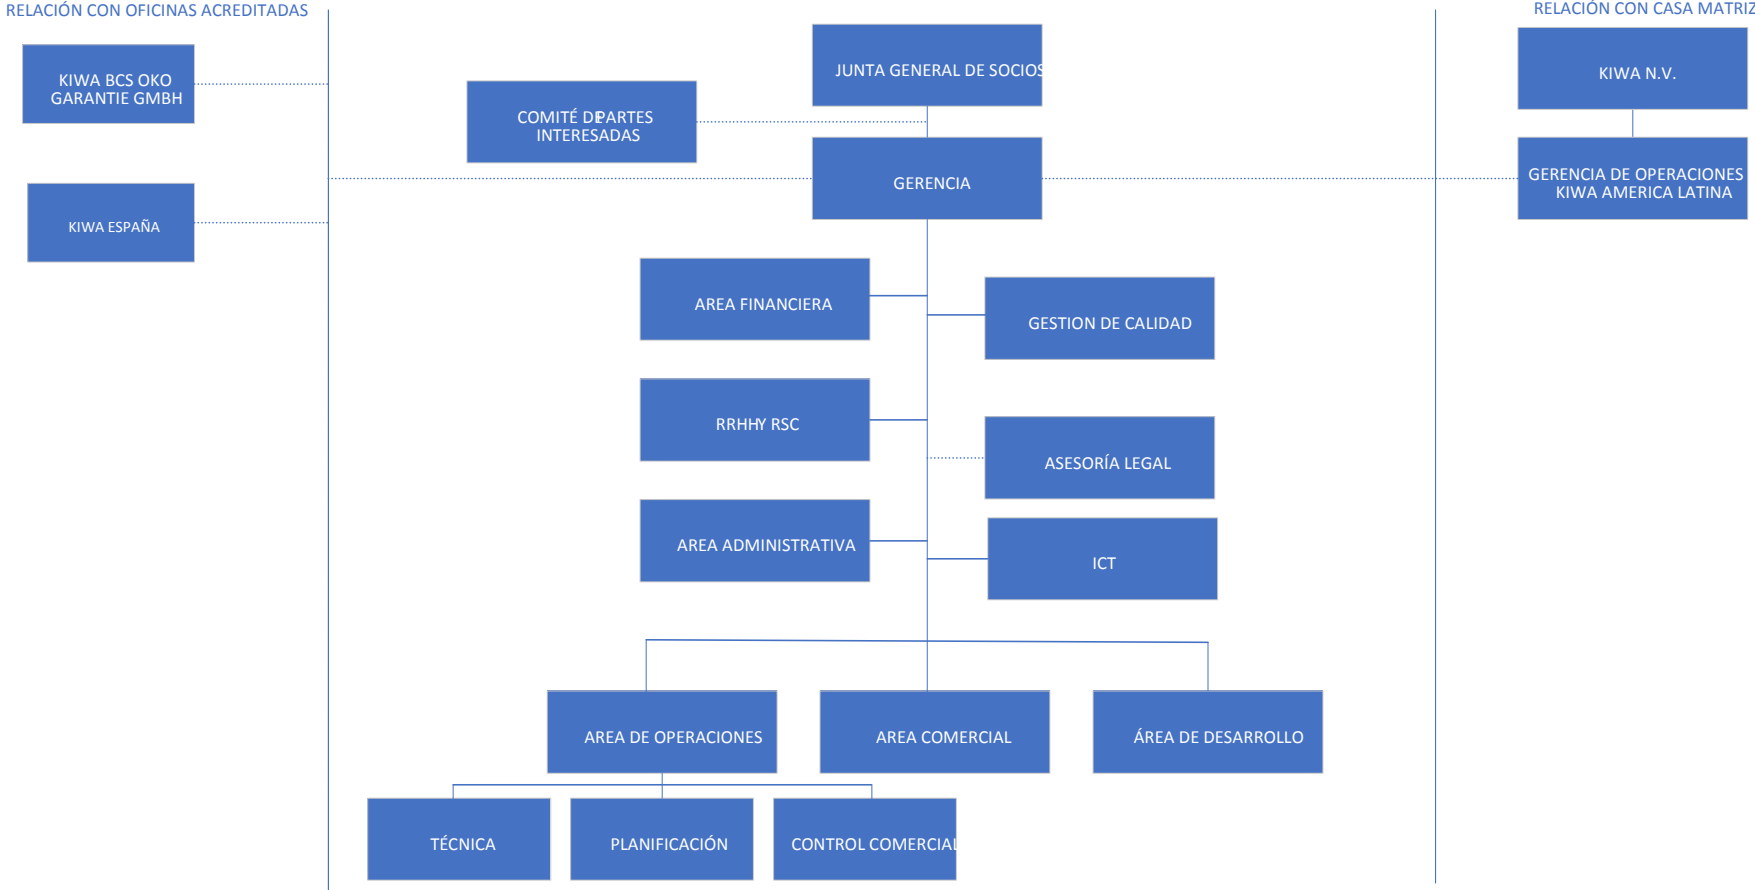 RELACIÓN CON OFICINAS ACREDITADAS
RELACIÓN CON CASA MATRIZ
KIWA BCS OKO
GARANTIE GMBH
JUNTA GENERAL DE SOCIOS
KIWA N.V.
COMITÉ DE PARTES
INTERESADAS
GERENCIA
GERENCIA DE OPERACIONES
KIWA AMERICA LATINA
KIWA ESPAÑA
AREA FINANCIERA
GESTION DE CALIDAD
RRHHY RSC
ASESORÍA LEGAL
AREA ADMINISTRATIVA
ICT
AREA DE OPERACIONES
AREA COMERCIAL
ÁREA DE DESARROLLO
TÉCNICA
PLANIFICACIÓN
CONTROL COMERCIAL